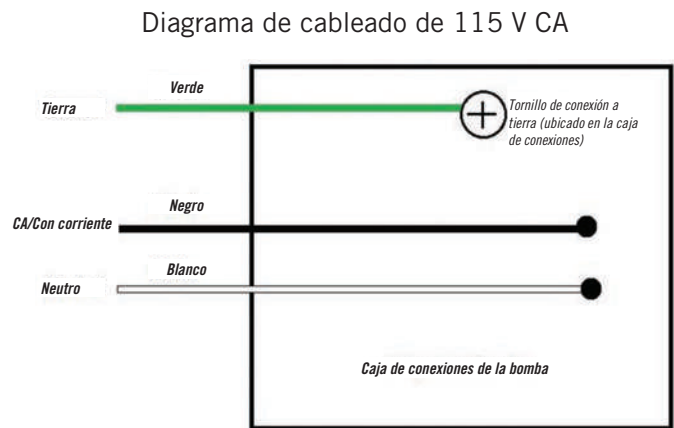 Diagrama de cableado de 115 V CA
Verde
Tierra
Tornillo de conexión a
tierra (ubicado en la caja
de conexiones)
Negro
CA/Con corriente
Blanco
Neutro
Caja de conexiones de la bomba